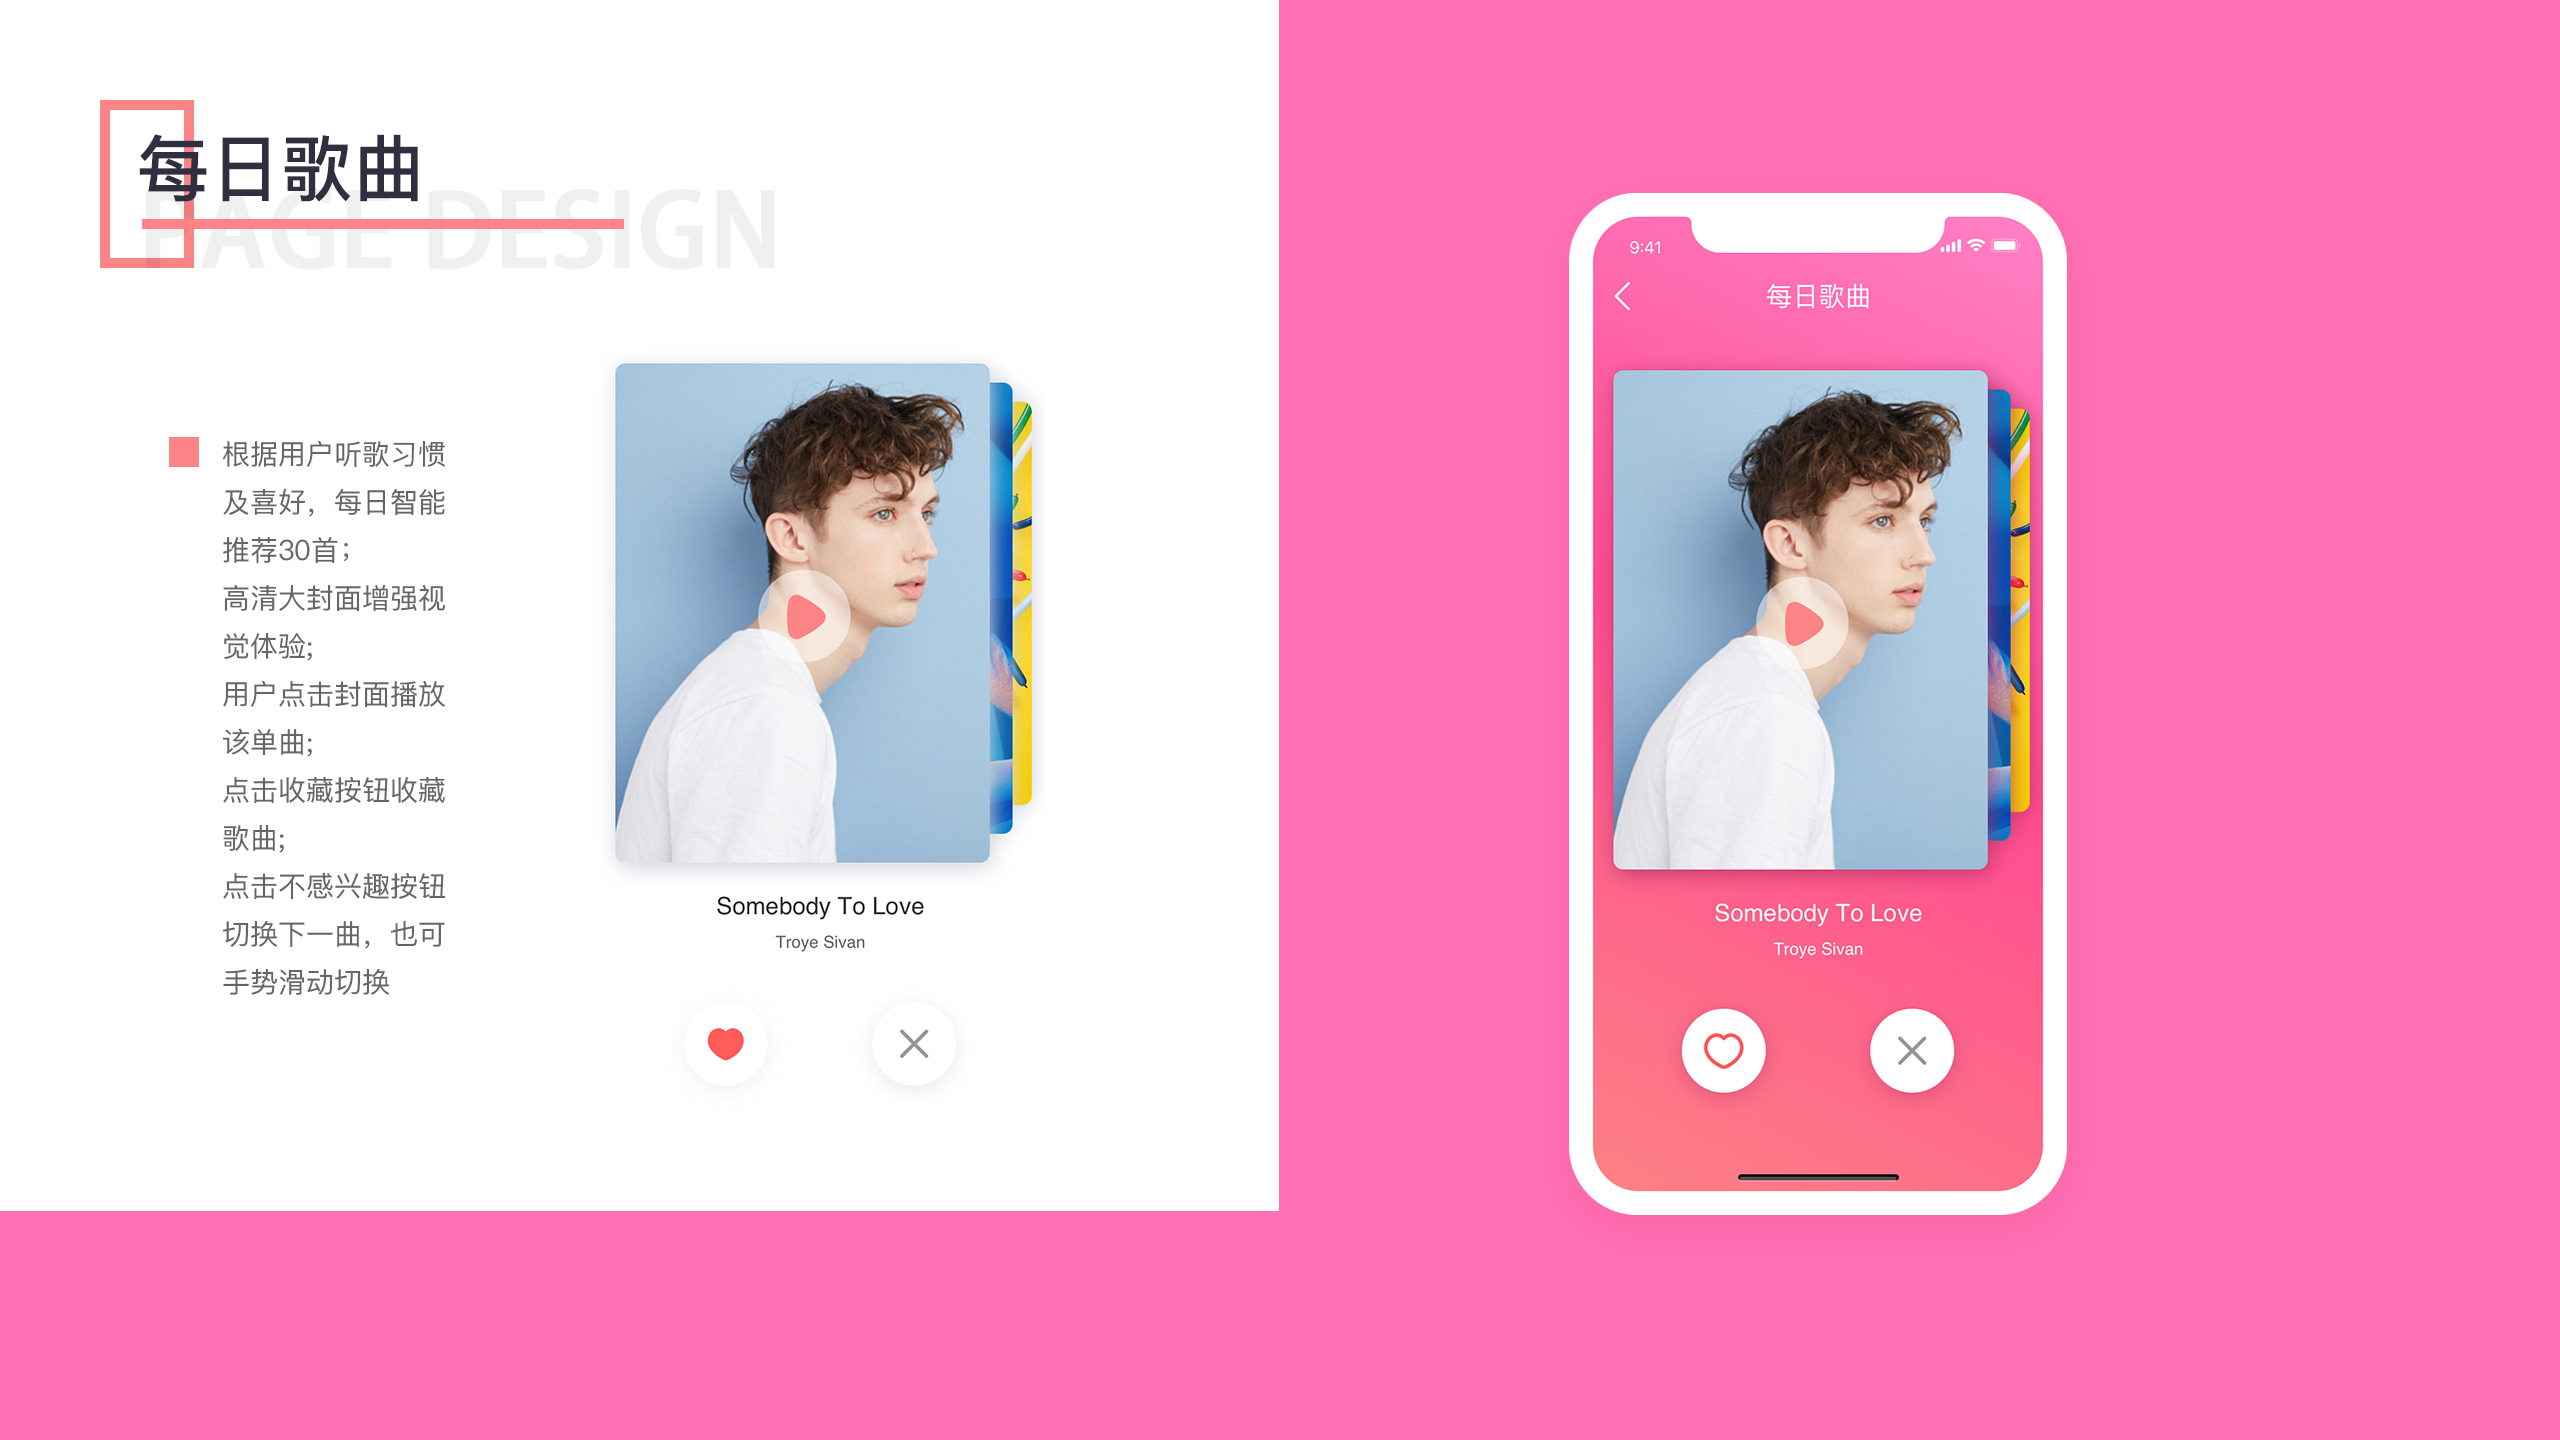 每日歌曲
PAGE DESIGN
根据用户听歌习惯
及喜好，每日智能
推荐30首；
高清大封面增强视
觉体验;
用户点击封面播放
该单曲;
点击收藏按钮收藏
歌曲;
点击不感兴趣按钮
切换下一曲，也可
手势滑动切换
Somebody To Love
Troye Sivan
9:41
每日歌曲
Somebody To Love
Troye Sivan